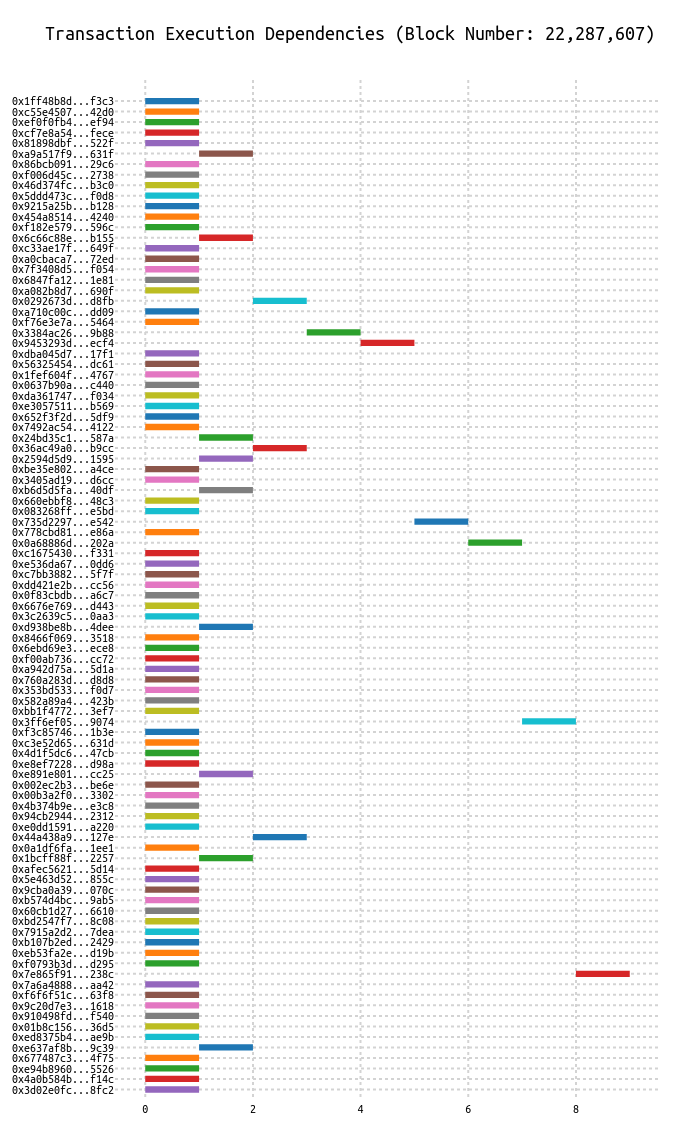 Transaction Execution Dependencies (Block Number: 22,287,607)
0x1ff48b8d...f3c3
0xc55e4507...42d0
0xef0f0fb4...ef94
0xcf7e8a54...fece
0x81898dbf...522f
0xa9a517f9...631f
0x86bcb091...29c6
0xf006d45c...2738
0x46d374fc...b3c0
0x5ddd473c...f0d8
0x9215a25b...b128
0x454a8514...4240
0xf182e579...596c
0x6c66c88e...b155
0xc33ae17f...649f
0xa0cbaca7...72ed
0x7f3408d5...f054
0x6847fa12...1e81
0xa082b8d7...690f
0x0292673d...d8fb
0xa710c00c...dd09
0xf76e3e7a...5464
0x3384ac26...9b88
0x9453293d...ecf4
0xdba045d7...17f1
0x56325454...dc61
0x1fef604f...4767
0x0637b90a...c440
0xda361747...f034
0xe3057511...b569
0x652f3f2d...5df9
0x7492ac54...4122
0x24bd35c1...587a
0x36ac49a0...b9cc
0x2594d5d9...1595
0xbe35e802...a4ce
0x3405ad19...d6cc
0xb6d5d5fa...40df
0x660ebbf8...48c3
0x083268ff...e5bd
0x735d2297...e542
0x778cbd81...e86a
0x0a68886d...202a
0xc1675430...f331
0xe536da67...0dd6
0xc7bb3882...5f7f
0xdd421e2b...cc56
0x0f83cbdb...a6c7
0x6676e769...d443
0x3c2639c5...0aa3
0xd938be8b...4dee
0x8466f069...3518
0x6ebd69e3...ece8
0xf00ab736...cc72
0xa942d75a...5d1a
0x760a283d...d8d8
0x353bd533...f0d7
0x582a89a4...423b
0xbb1f4772...3ef7
0x3ff6ef05...9074
0xf3c85746...1b3e
0xc3e52d65...631d
0x4d1f5dc6...47cb
0xe8ef7228...d98a
0xe891e801...cc25
0x002ec2b3...be6e
0x00b3a2f0...3302
0x4b374b9e...e3c8
0x94cb2944...2312
0xe0dd1591...a220
0x44a438a9...127e
0x0a1df6fa...1ee1
0x1bcff88f...2257
0xafec5621...5d14
0x5e463d52...855c
0x9cba0a39...070c
0xb574d4bc...9ab5
0x60cb1d27...6610
0xbd2547f7...8c08
0x7915a2d2...7dea
0xb107b2ed...2429
0xeb53fa2e...d19b
0xf0793b3d...d295
0x7e865f91...238c
0x7a6a4888...aa42
0xf6f6f51c...63f8
0x9c20d7e3...1618
0x910498fd...f540
0x01b8c156...36d5
0xed8375b4...ae9b
0xe637af8b...9c39
0x677487c3...4f75
0xe94b8960...5526
0x4a0b584b...f14c
0x3d02e0fc...8fc2
0 2 4 6 8